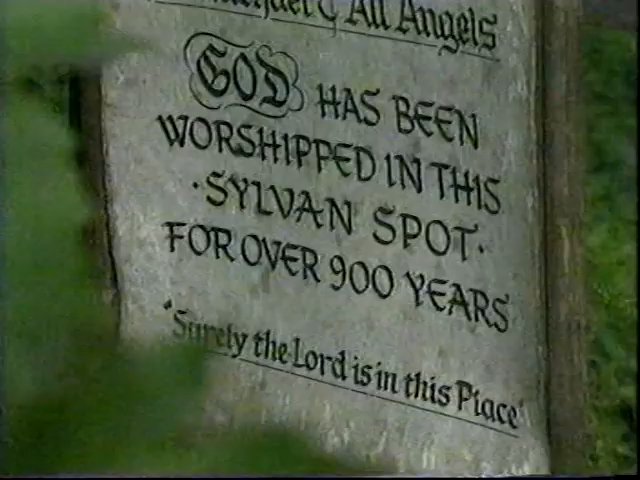 & All Angels
GOD HAS BEEN
WORSHIPPED IN THIS
·SYLVAN SPOT·
FOR OVER 900 YEARS
"Surely the Lord is in this Place"